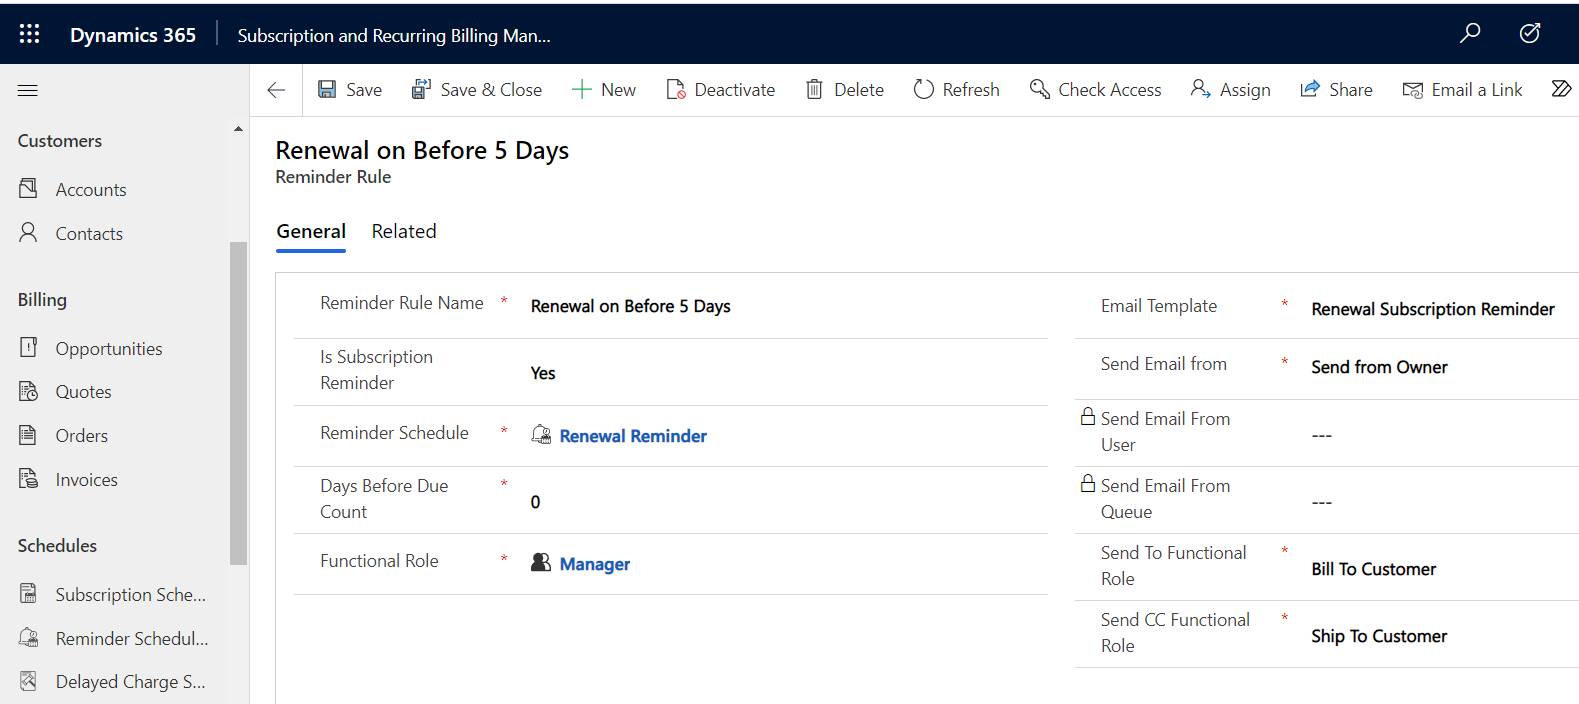 Dynamics 365
Subscription and Recurring Billing Man...
Save
Save & Close
New
Deactivate
Delete
Refresh
Check Access
Assign
Share
Email a Link
Customers
Accounts
Contacts
Billing
Opportunities
Quotes
Orders
Invoices
Schedules
Subscription Sche...
Reminder Schedul...
Delayed Charge S...
Renewal on Before 5 Days
Reminder Rule
General
Related
Reminder Rule Name *
Renewal on Before 5 Days
Is Subscription
Reminder
Yes
Reminder Schedule *
Renewal Reminder
Days Before Due *
Count
0
Functional Role *
Manager
Email Template *
Renewal Subscription Reminder
Send Email from *
Send from Owner
Send Email From
User
---
Send Email From
Queue
---
Send To Functional *
Role
Bill To Customer
Send CC Functional *
Role
Ship To Customer